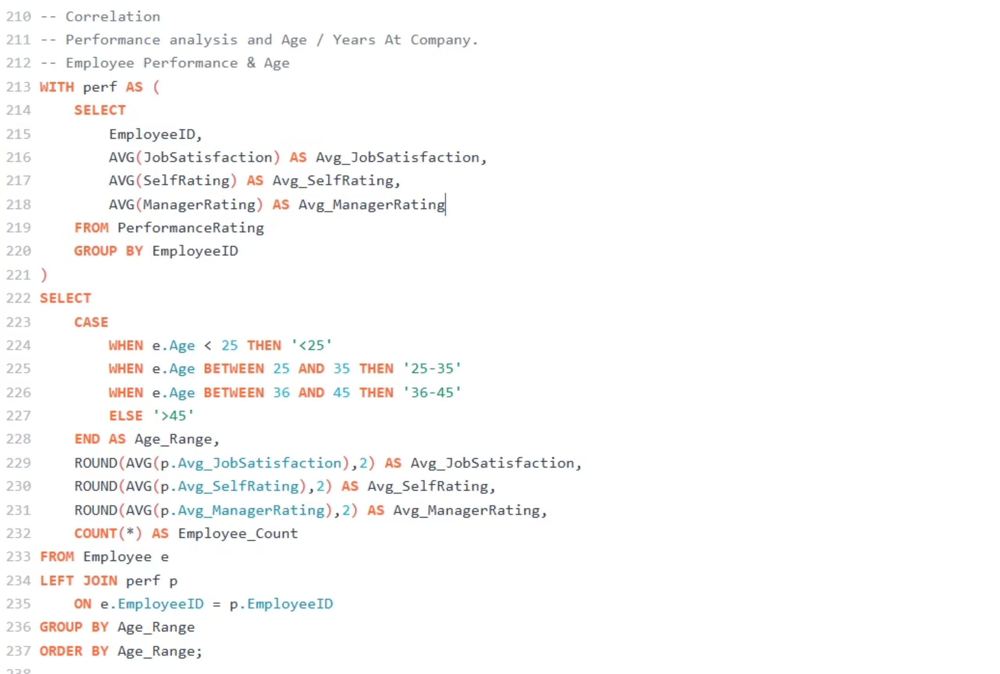 210 -- Correlation
211 -- Performance analysis and Age / Years At Company.
212 -- Employee Performance & Age
213 WITH perf AS (
214     SELECT
215         EmployeeID,
216         AVG(JobSatisfaction) AS Avg_JobSatisfaction,
217         AVG(SelfRating) AS Avg_SelfRating,
218         AVG(ManagerRating) AS Avg_ManagerRating
219     FROM PerformanceRating
220     GROUP BY EmployeeID
221 )
222 SELECT
223     CASE
224         WHEN e.Age < 25 THEN '<25'
225         WHEN e.Age BETWEEN 25 AND 35 THEN '25-35'
226         WHEN e.Age BETWEEN 36 AND 45 THEN '36-45'
227         ELSE '>45'
228     END AS Age_Range,
229     ROUND(AVG(p.Avg_JobSatisfaction),2) AS Avg_JobSatisfaction,
230     ROUND(AVG(p.Avg_SelfRating),2) AS Avg_SelfRating,
231     ROUND(AVG(p.Avg_ManagerRating),2) AS Avg_ManagerRating,
232     COUNT(*) AS Employee_Count
233 FROM Employee e
234 LEFT JOIN perf p
235     ON e.EmployeeID = p.EmployeeID
236 GROUP BY Age_Range
237 ORDER BY Age_Range;
238